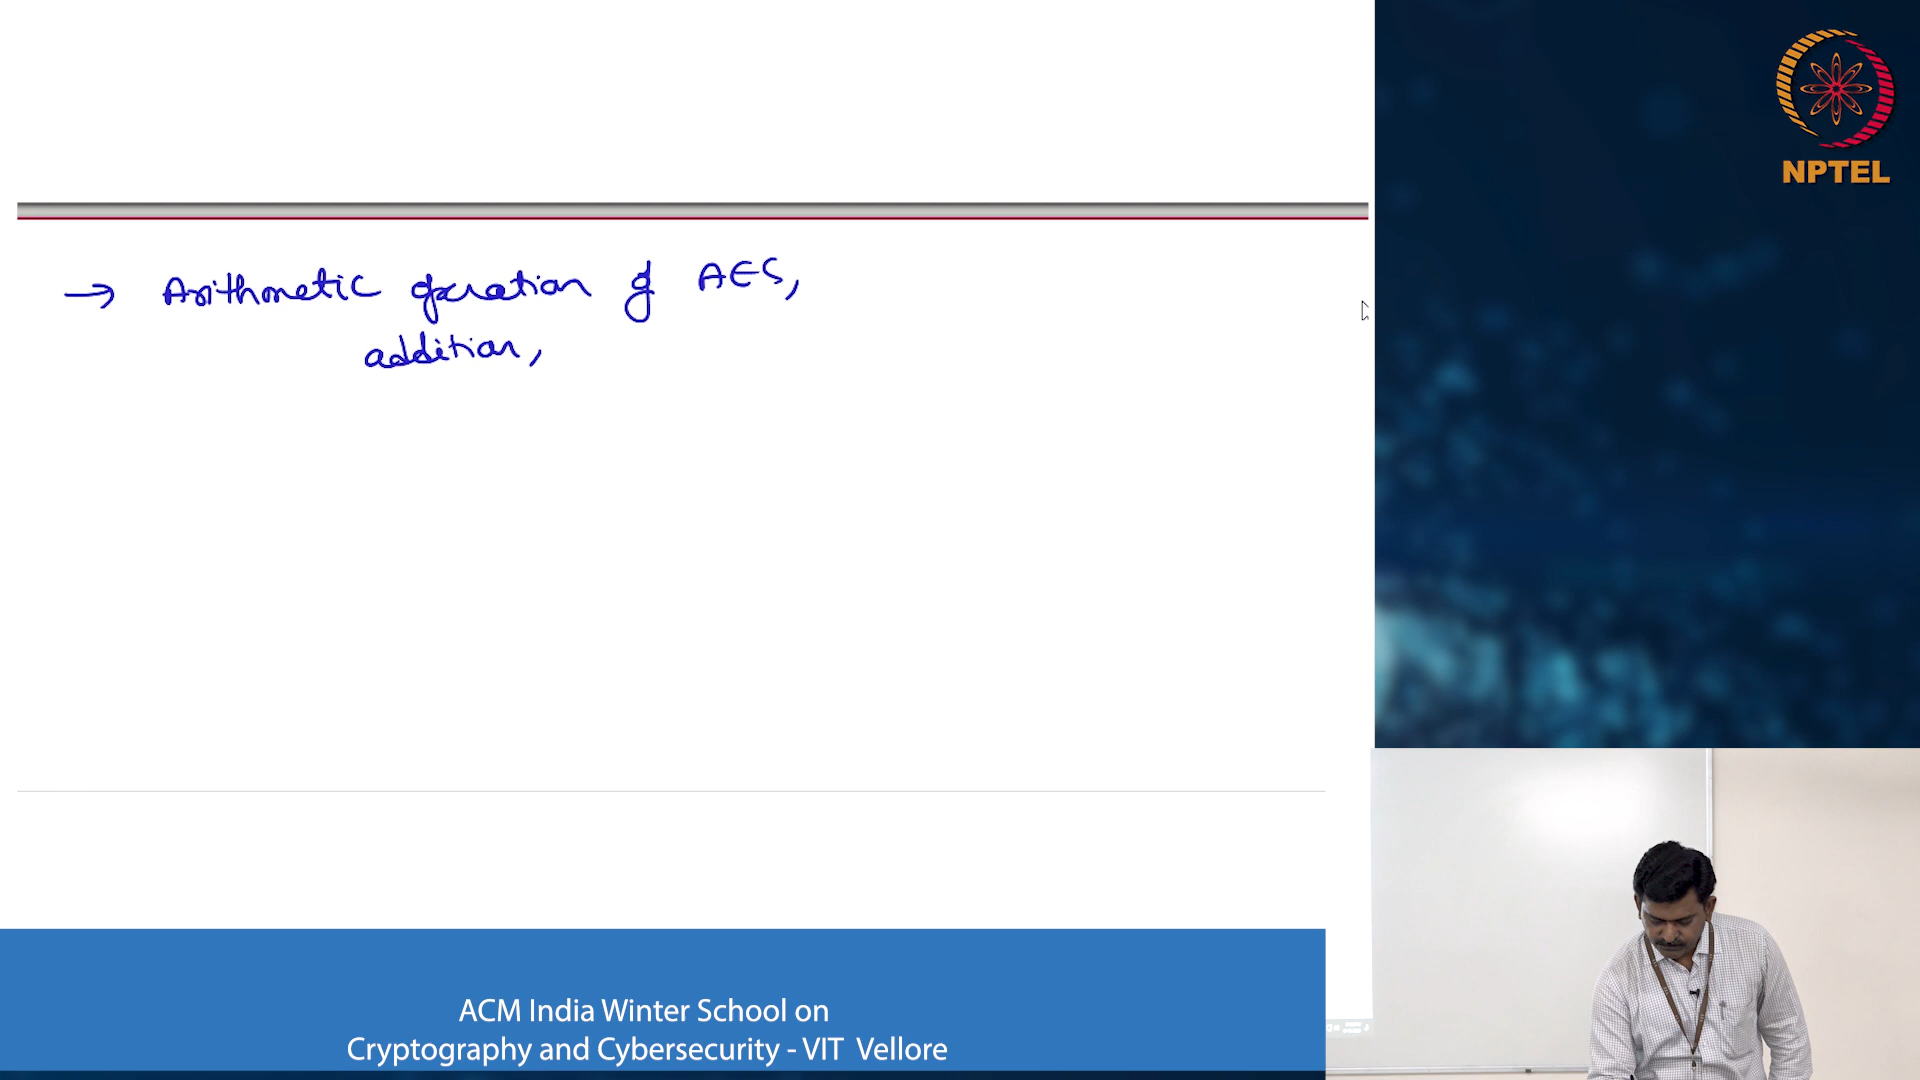 NPTEL
→ Arithmetic operation of AES,
addition,
ACM India Winter School on
Cryptography and Cybersecurity - VIT Vellore